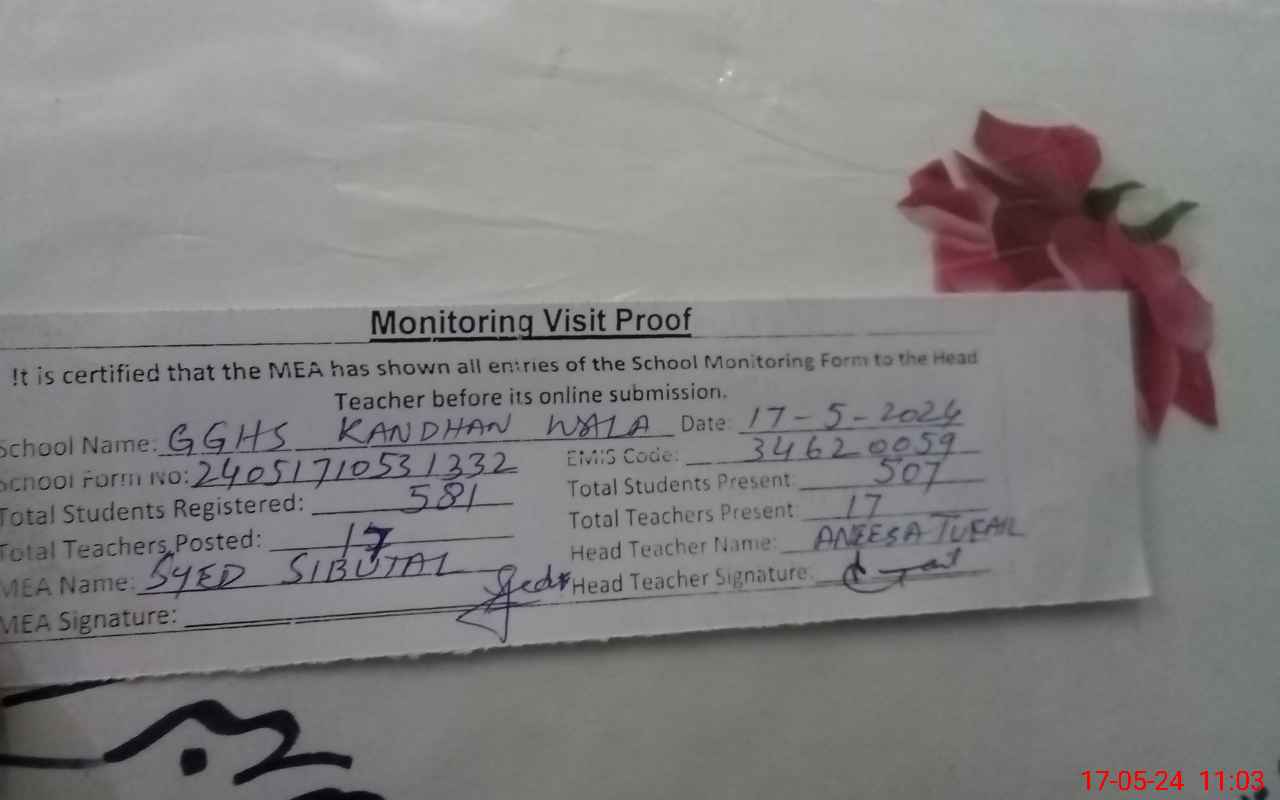 Monitoring Visit Proof
It is certified that the MEA has shown all entries of the School Monitoring Form to the Head
Teacher before its online submission.
School Name: GGHS KANDHAN WALA Date: 17-5-2024
School Form No: 24051710531332 EMIS Code: 34620059
Total Students Registered: 581 Total Students Present: 507
Total Teachers Posted: 17 Total Teachers Present: 17
MEA Name: SYED SIBUTAL Head Teacher Name: ANEESA TUFAIL
MEA Signature: Head Teacher Signature:
17-05-24 11:03